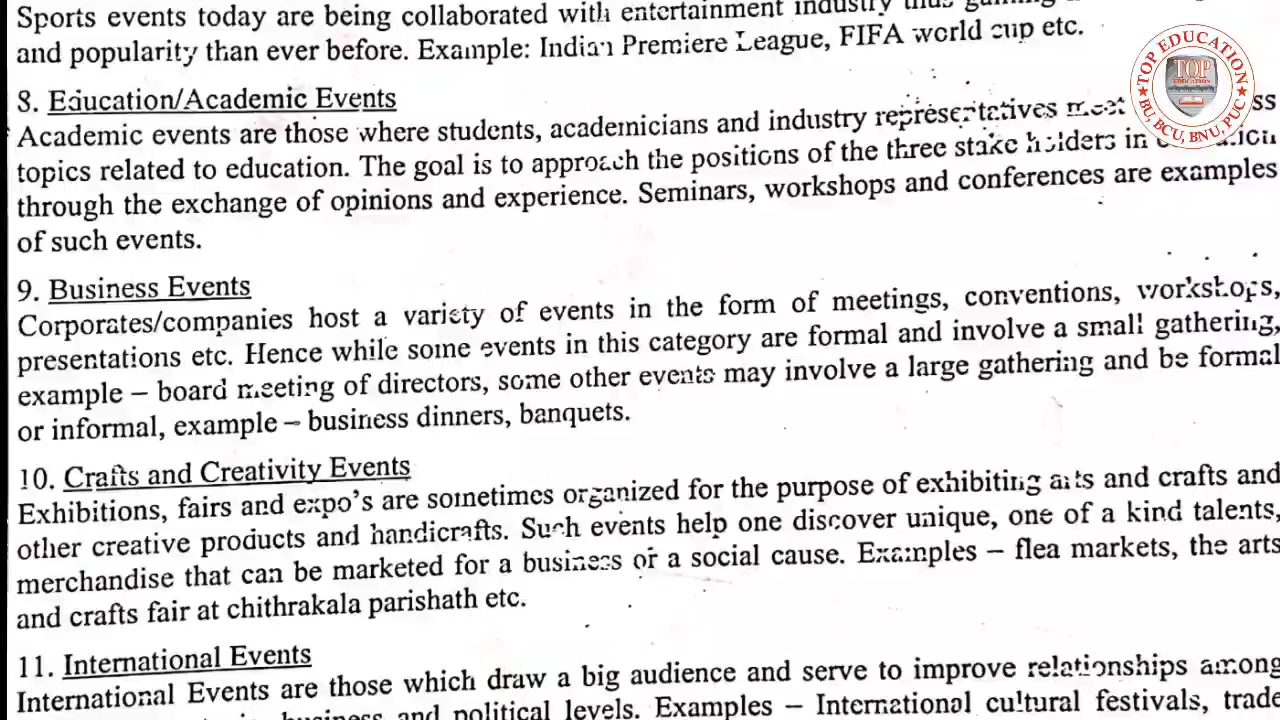 Sports events today are being collaborated with entertainment industry thus
and popularity than ever before. Example: Indian Premiere League, FIFA world cup etc.
TOP EDUCATION
TOP
EDUCATION
BU, BCU, BNU, PUC
8. Education/Academic Events
Academic events are those where students, academicians and industry representatives meet
topics related to education. The goal is to approach the positions of the three stake holders in
through the exchange of opinions and experience. Seminars, workshops and conferences are examples
of such events.
9. Business Events
Corporates/companies host a variety of events in the form of meetings, conventions, workshops,
presentations etc. Hence while some events in this category are formal and involve a small gathering,
example – board meeting of directors, some other events may involve a large gathering and be formal
or informal, example – business dinners, banquets.
10. Crafts and Creativity Events
Exhibitions, fairs and expo's are sometimes organized for the purpose of exhibiting arts and crafts and
other creative products and handicrafts. Such events help one discover unique, one of a kind talents,
merchandise that can be marketed for a business or a social cause. Examples – flea markets, the arts
and crafts fair at chithrakala parishath etc.
11. International Events
International Events are those which draw a big audience and serve to improve relationships among
business and political levels. Examples – International cultural festivals, trade